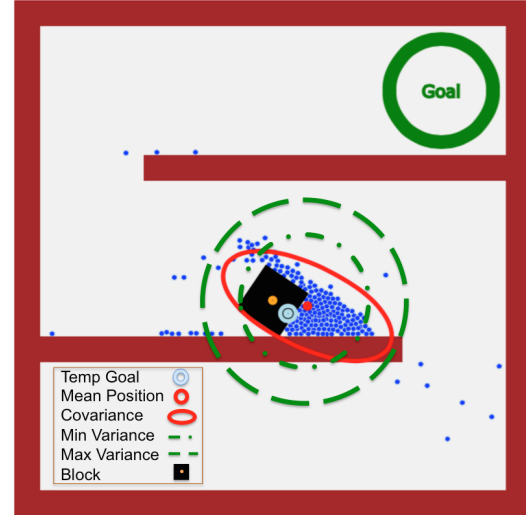 Goal
Temp Goal
Mean Position
Covariance
Min Variance
Max Variance
Block